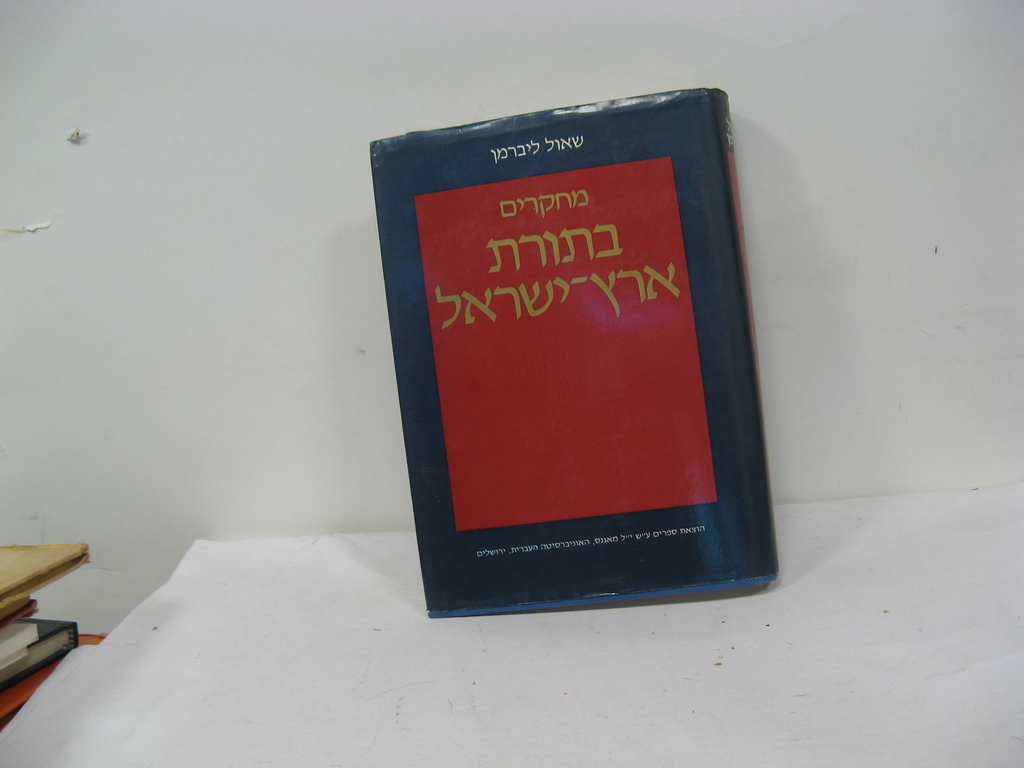 שאול ליברמן
מחקרים
בתורת
ארץ-ישראל
הוצאת ספרים ע״ש י״ל מאגנס, האוניברסיטה העברית, ירושלים